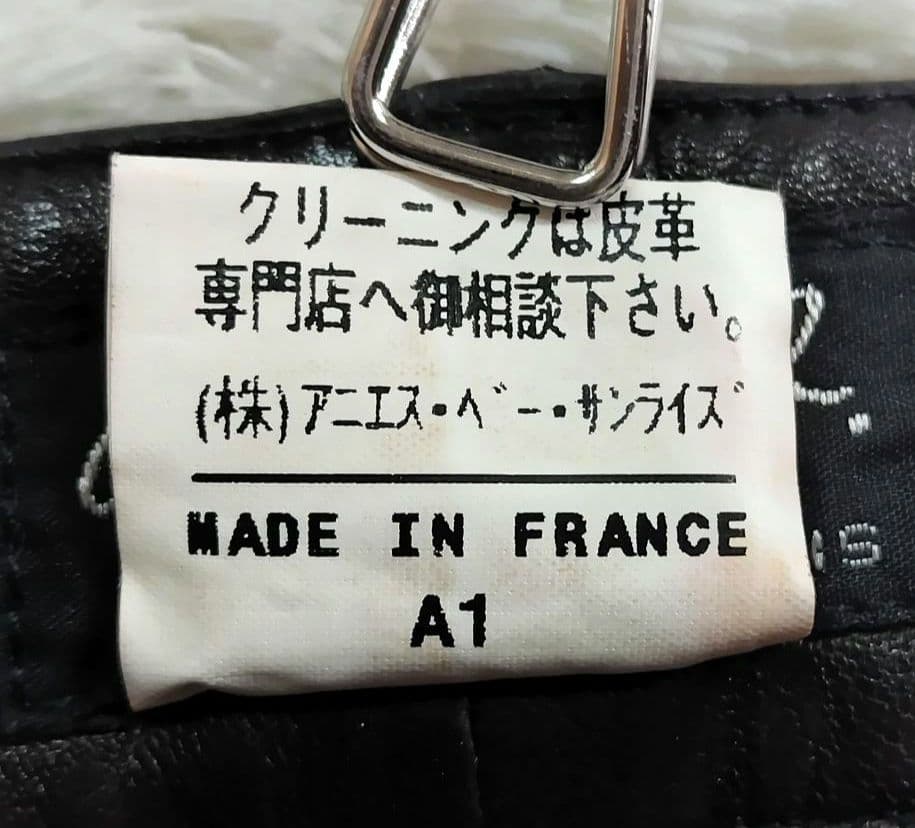 クリーニングは皮革
専門店へ御相談下さい。
(株)アニエス・ベー・サンライズ
MADE IN FRANCE
A1